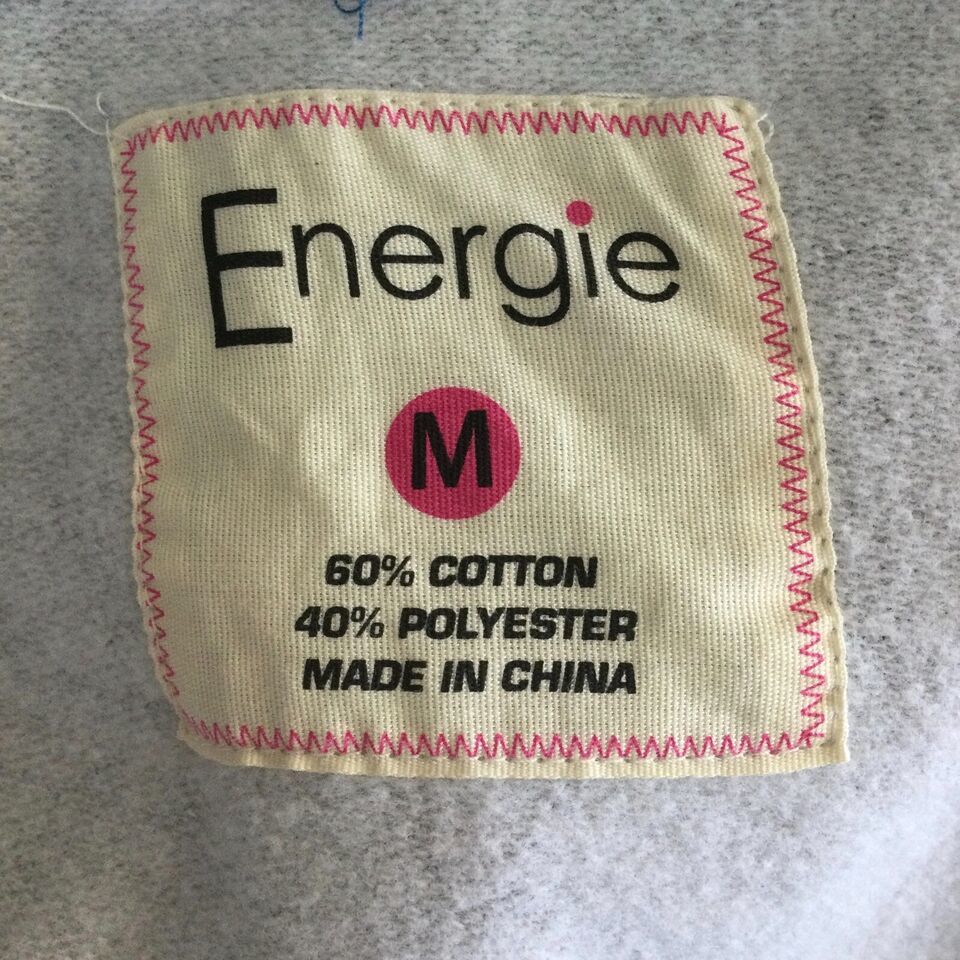 Energie
M
60% COTTON
40% POLYESTER
MADE IN CHINA